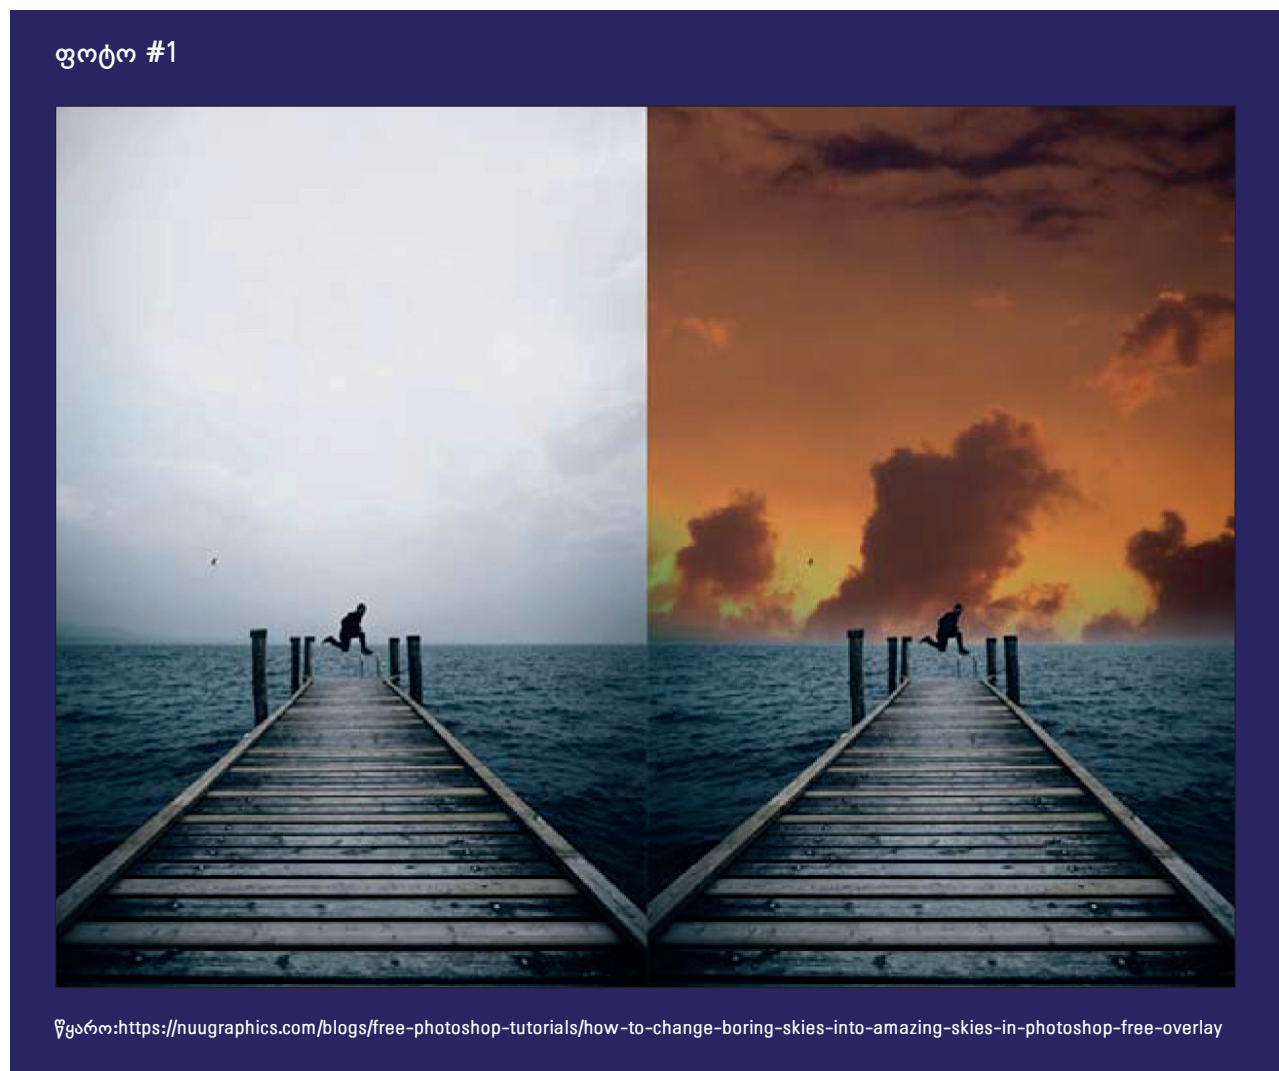 ფოტო #1
წყარო:https://nuugraphics.com/blogs/free-photoshop-tutorials/how-to-change-boring-skies-into-amazing-skies-in-photoshop-free-overlay